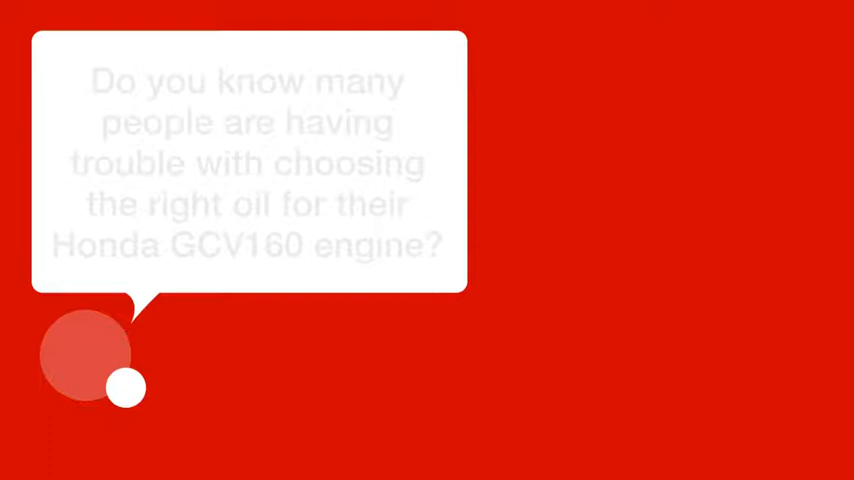 Do you know many
people are having
trouble with choosing
the right oil for their
Honda GCV160 engine?